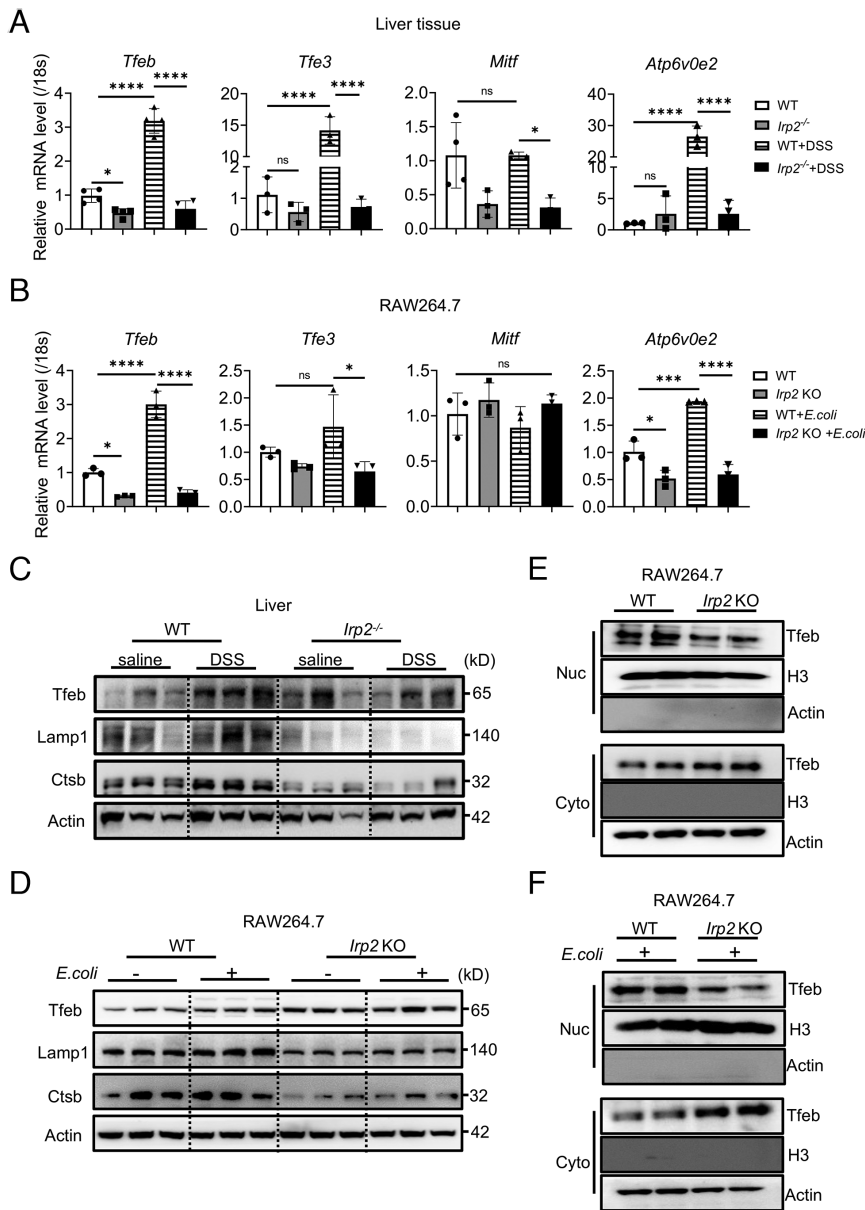 A
Liver tissue
Tfeb
Tfe3
Mitf
Atp6v0e2
Relative mRNA level (/18s)
4
3
2
1
0
**** ****
*
20
15
10
5
2
1
0
**** ****
ns
2.0
1.5
1.0
0.5
0.0
ns
*
40
30
20
10
10
5
0
**** ****
ns
WT
Irp2-/-
WT+DSS
Irp2-/-+DSS
B
RAW264.7
Tfeb
Tfe3
Mitf
Atp6v0e2
Relative mRNA level (/18s)
4
3
2
1
0
**** ****
*
2.5
2.0
1.5
1.0
0.5
0.0
ns *
1.5
1.0
0.5
0.0
ns
2.5
2.0
1.5
1.0
0.5
0.0
*** ****
*
WT
Irp2 KO
WT+E.coli
Irp2 KO +E.coli
C
Liver
WT Irp2-/-
saline DSS saline DSS (kD)
Tfeb 65
Lamp1 140
Ctsb 32
Actin 42
D
RAW264.7
WT Irp2 KO
E.coli - + - + (kD)
Tfeb 65
Lamp1 140
Ctsb 32
Actin 42
E
RAW264.7
WT Irp2 KO
Nuc
Tfeb
H3
Actin
Cyto
Tfeb
H3
Actin
F
RAW264.7
WT Irp2 KO
E.coli + +
Nuc
Tfeb
H3
Actin
Cyto
Tfeb
H3
Actin